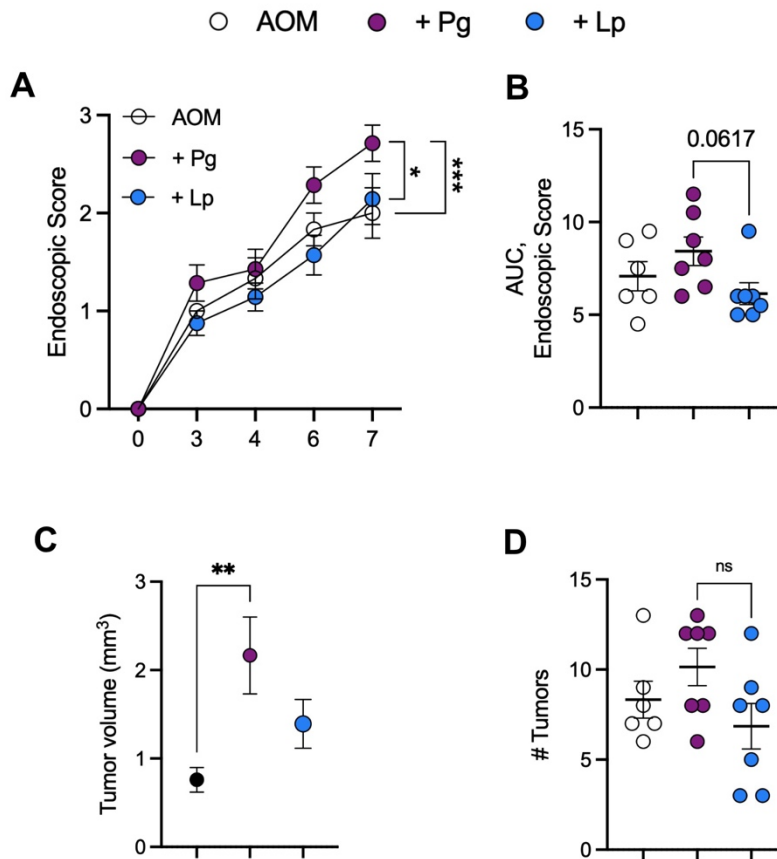 AOM + Pg + Lp
A
AOM
+ Pg
+ Lp
Endoscopic Score
3
2
1
0
0 3 4 6 7
*
***
B
0.0617
AUC,
Endoscopic Score
15
10
5
0
C
**
Tumor volume (mm³)
3
2
1
0
D
ns
# Tumors
15
10
5
0